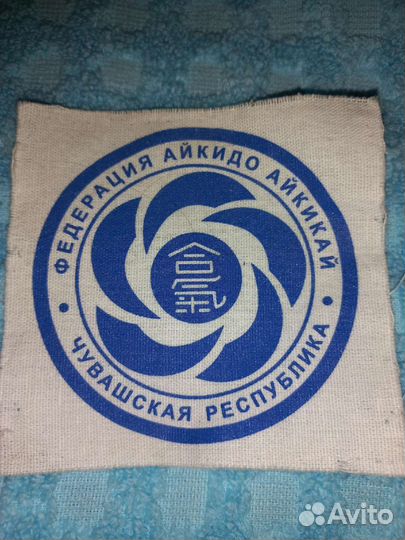 ФЕДЕРАЦИЯ АЙКИДО АЙКИКАЙ
合氣
• ЧУВАШСКАЯ РЕСПУБЛИКА •
Avito